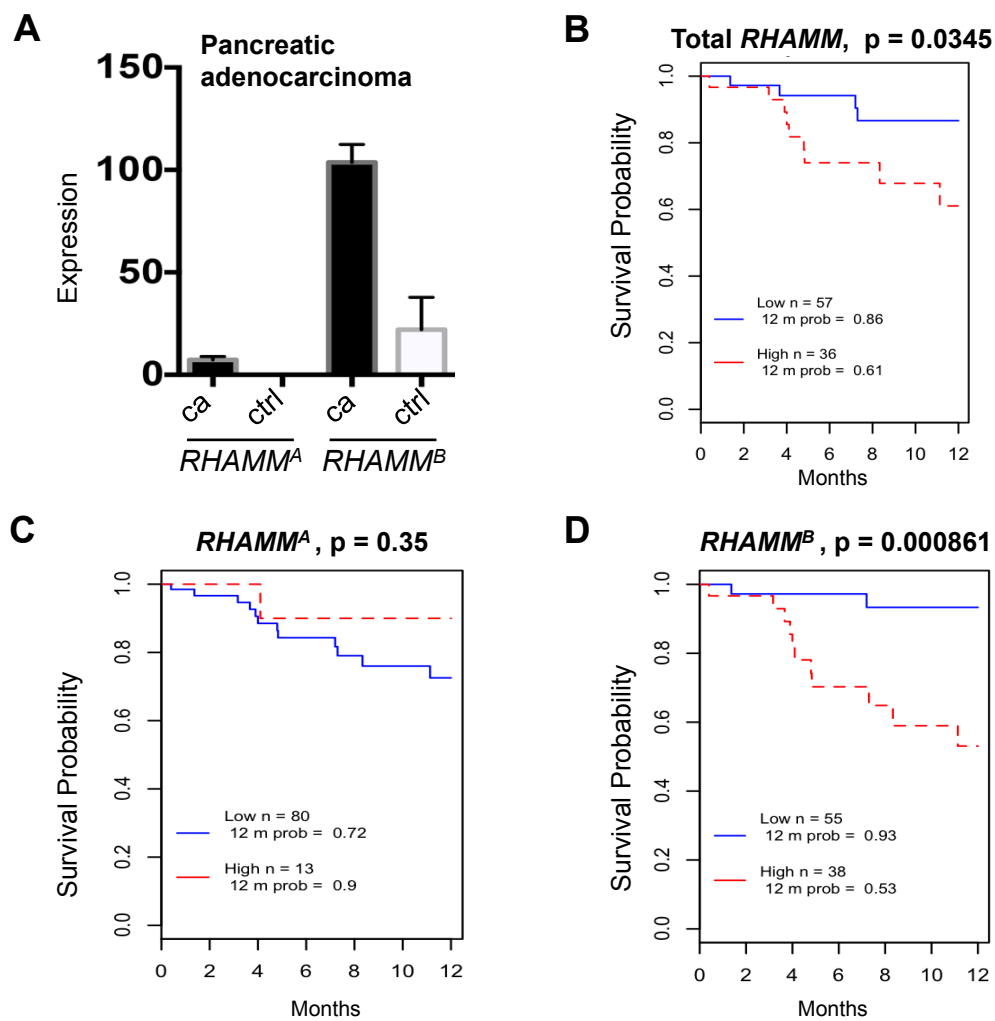 A
Pancreatic
adenocarcinoma
Expression
150
100
50
0
ca
ctrl
ca
ctrl
RHAMM^A
RHAMM^B
B
Total RHAMM, p = 0.0345
Survival Probability
1.0
0.8
0.6
0.4
0.2
0.0
Low n = 57
12 m prob = 0.86
High n = 36
12 m prob = 0.61
0 2 4 6 8 10 12
Months
C
RHAMM^A , p = 0.35
Survival Probability
1.0
0.8
0.6
0.4
0.2
0.0
Low n = 80
12 m prob = 0.72
High n = 13
12 m prob = 0.9
0 2 4 6 8 10 12
Months
D
RHAMM^B , p = 0.000861
Survival Probability
1.0
0.8
0.6
0.4
0.2
0.0
Low n = 55
12 m prob = 0.93
High n = 38
12 m prob = 0.53
0 2 4 6 8 10 12
Months